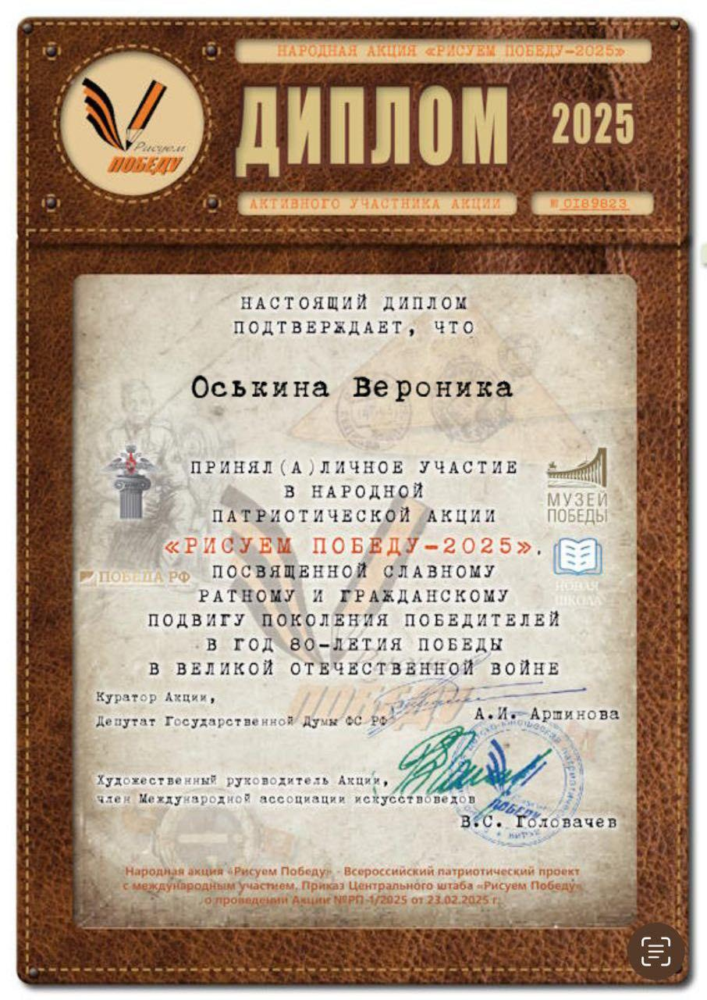 НАРОДНАЯ АКЦИЯ «РИСУЕМ ПОБЕДУ-2025»
Рисуем
ПОБЕДУ
ДИПЛОМ
2025
АКТИВНОГО УЧАСТНИКА АКЦИИ
№ 0189823
НАСТОЯЩИЙ ДИПЛОМ
ПОДТВЕРЖДАЕТ, ЧТО
Оськина Вероника
ПРИНЯЛ(А)ЛИЧНОЕ УЧАСТИЕ
В НАРОДНОЙ
ПАТРИОТИЧЕСКОЙ АКЦИИ
«РИСУЕМ ПОБЕДУ-2025».
ПОСВЯЩЕННОЙ СЛАВНОМУ
РАТНОМУ И ГРАЖДАНСКОМУ
ПОДВИГУ ПОКОЛЕНИЯ ПОБЕДИТЕЛЕЙ
В ГОД 80-ЛЕТИЯ ПОБЕДЫ
В ВЕЛИКОЙ ОТЕЧЕСТВЕННОЙ ВОЙНЕ
МУЗЕЙ
ПОБЕДЫ
НОВАЯ
ШКОЛА
ПОБЕДА РФ
Куратор Акции,
Депутат Государственной Думы ФС РФ
А.И. Аршинова
Художественный руководитель Акции,
член Международной ассоциации искусствоведов
В.С. Головачев
ПОБЕДУ
Народная акция «Рисуем Победу» - Всероссийский патриотический проект
с международным участием. Приказ Центрального штаба «Рисуем Победу»
о проведении Акции №РП-1/2025 от 23.02.2025 г.